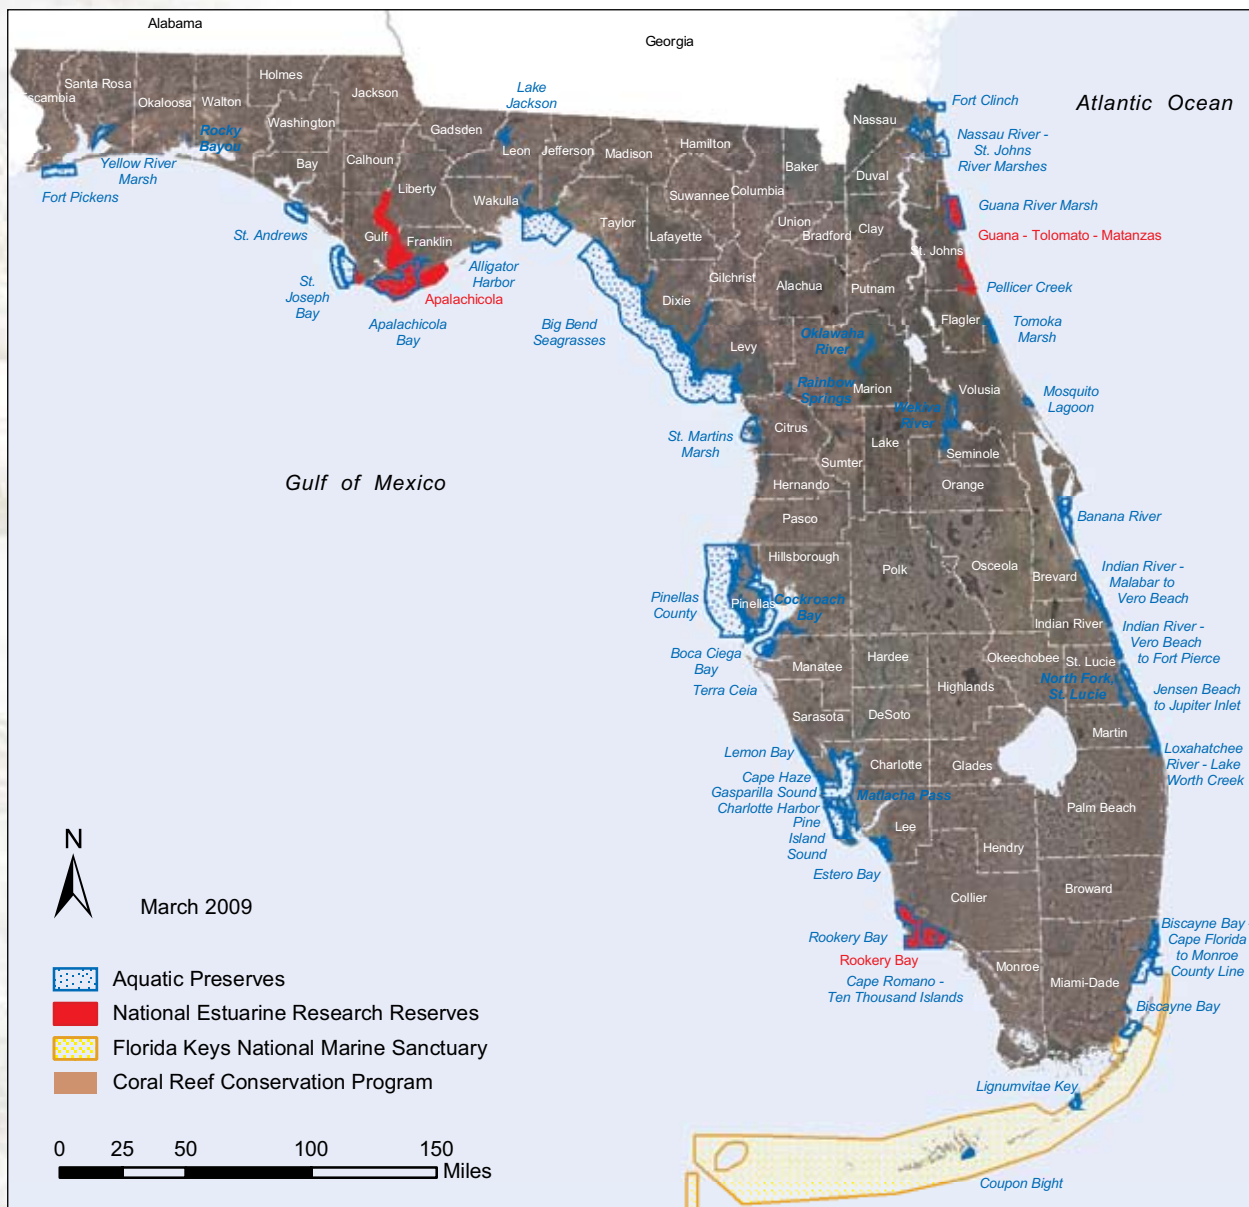 Alabama
Georgia
Atlantic Ocean
Gulf of Mexico
Santa Rosa
Escambia
Okaloosa
Walton
Holmes
Washington
Jackson
Bay
Calhoun
Gadsden
Liberty
Gulf
Franklin
Leon
Wakulla
Jefferson
Madison
Taylor
Hamilton
Suwannee
Lafayette
Columbia
Baker
Nassau
Duval
Union
Bradford
Clay
St. Johns
Gilchrist
Alachua
Putnam
Dixie
Levy
Flagler
Marion
Volusia
Citrus
Lake
Sumter
Seminole
Hernando
Orange
Pasco
Hillsborough
Pinellas
Polk
Osceola
Brevard
Indian River
Manatee
Hardee
Okeechobee
St. Lucie
Highlands
Sarasota
DeSoto
Martin
Charlotte
Glades
Palm Beach
Lee
Hendry
Collier
Broward
Monroe
Miami-Dade
Lake
Jackson
Rocky
Bayou
Yellow River
Marsh
Fort Pickens
St. Andrews
St.
Joseph
Bay
Apalachicola
Apalachicola
Bay
Alligator
Harbor
Big Bend
Seagrasses
Fort Clinch
Nassau River -
St. Johns
River Marshes
Guana River Marsh
Guana - Tolomato - Matanzas
Pellicer Creek
Tomoka
Marsh
Oklawaha
River
Rainbow
Springs
Wekiva
River
Mosquito
Lagoon
St. Martins
Marsh
Banana River
Indian River -
Malabar to
Vero Beach
Indian River -
Vero Beach
to Fort Pierce
North Fork,
St. Lucie
Jensen Beach
to Jupiter Inlet
Loxahatchee
River - Lake
Worth Creek
Pinellas
County
Cockroach
Bay
Boca Ciega
Bay
Terra Ceia
Lemon Bay
Cape Haze
Gasparilla Sound
Charlotte Harbor
Matlacha Pass
Pine
Island
Sound
Estero Bay
Rookery Bay
Rookery Bay
Cape Romano -
Ten Thousand Islands
Biscayne Bay -
Cape Florida
to Monroe
County Line
Biscayne Bay
Lignumvitae Key
Coupon Bight
N
March 2009
Aquatic Preserves
National Estuarine Research Reserves
Florida Keys National Marine Sanctuary
Coral Reef Conservation Program
0 25 50 100 150
Miles